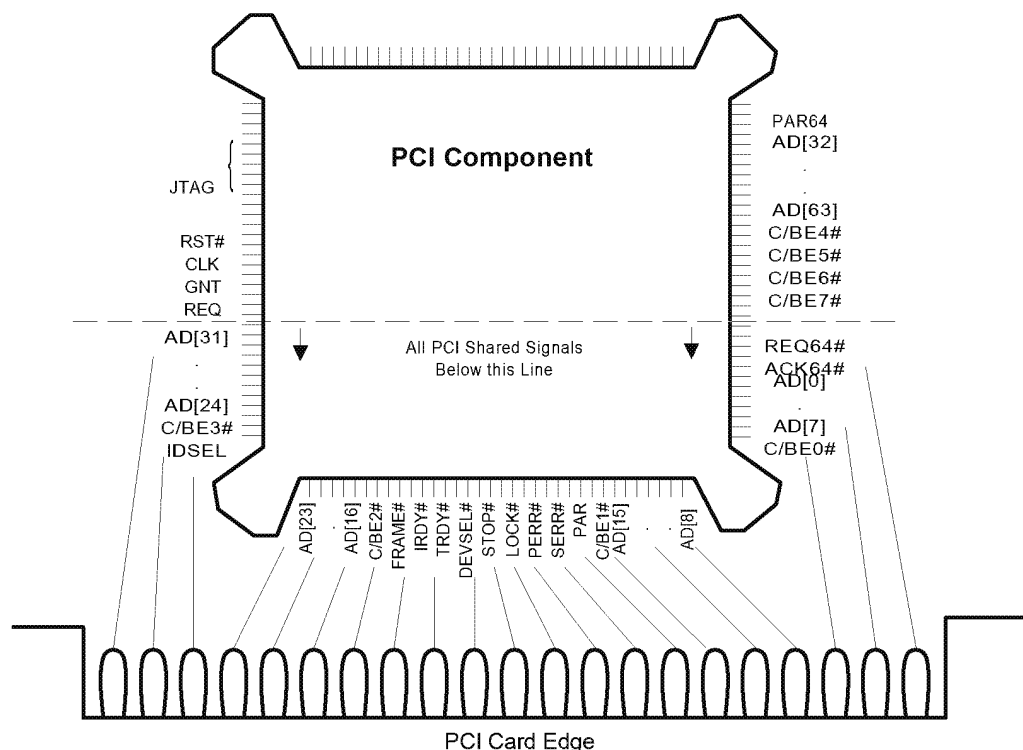 PCI Component
JTAG
RST#
CLK
GNT
REQ
AD[31]
.
.
AD[24]
C/BE3#
IDSEL
All PCI Shared Signals
Below this Line
PAR64
AD[32]
.
.
AD[63]
C/BE4#
C/BE5#
C/BE6#
C/BE7#
REQ64#
ACK64#
AD[0]
.
AD[7]
C/BE0#
AD[23]
.
AD[16]
C/BE2#
FRAME#
IRDY#
TRDY#
DEVSEL#
STOP#
LOCK#
PERR#
SERR#
PAR
C/BE1#
AD[15]
.
.
AD[8]
PCI Card Edge